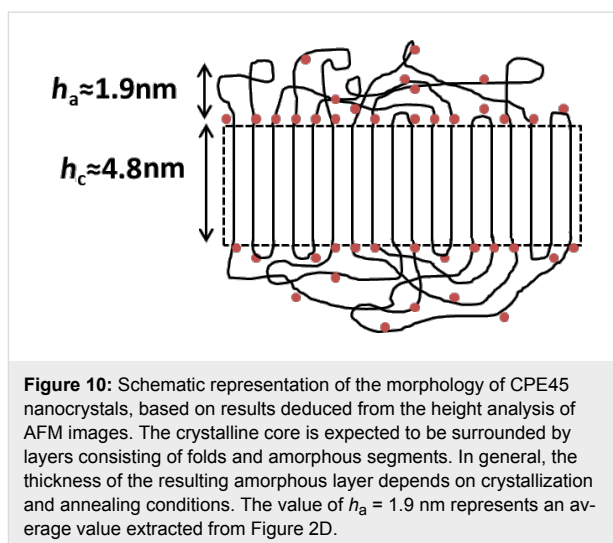 hₐ≈1.9nm
h_c≈4.8nm
Figure 10: Schematic representation of the morphology of CPE45
nanocrystals, based on results deduced from the height analysis of
AFM images. The crystalline core is expected to be surrounded by
layers consisting of folds and amorphous segments. In general, the
thickness of the resulting amorphous layer depends on crystallization
and annealing conditions. The value of hₐ = 1.9 nm represents an av-
erage value extracted from Figure 2D.